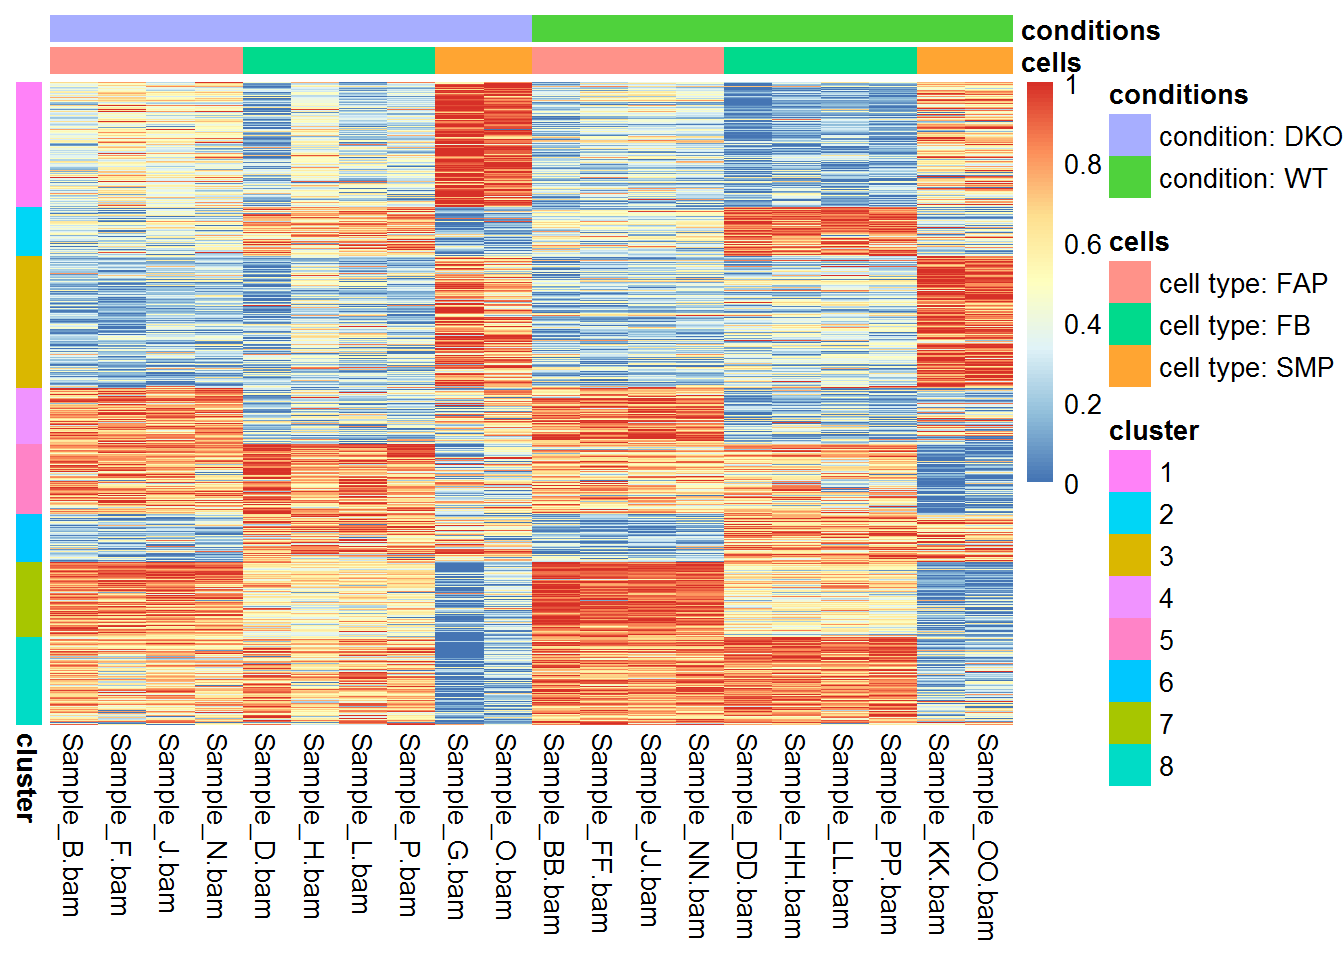 conditions
cells
1
0.8
0.6
0.4
0.2
0
conditions
condition: DKO
condition: WT
cells
cell type: FAP
cell type: FB
cell type: SMP
cluster
1
2
3
4
5
6
7
8
cluster
Sample_B.bam
Sample_F.bam
Sample_J.bam
Sample_N.bam
Sample_D.bam
Sample_H.bam
Sample_L.bam
Sample_P.bam
Sample_G.bam
Sample_O.bam
Sample_BB.bam
Sample_FF.bam
Sample_JJ.bam
Sample_NN.bam
Sample_DD.bam
Sample_HH.bam
Sample_LL.bam
Sample_PP.bam
Sample_KK.bam
Sample_OO.bam